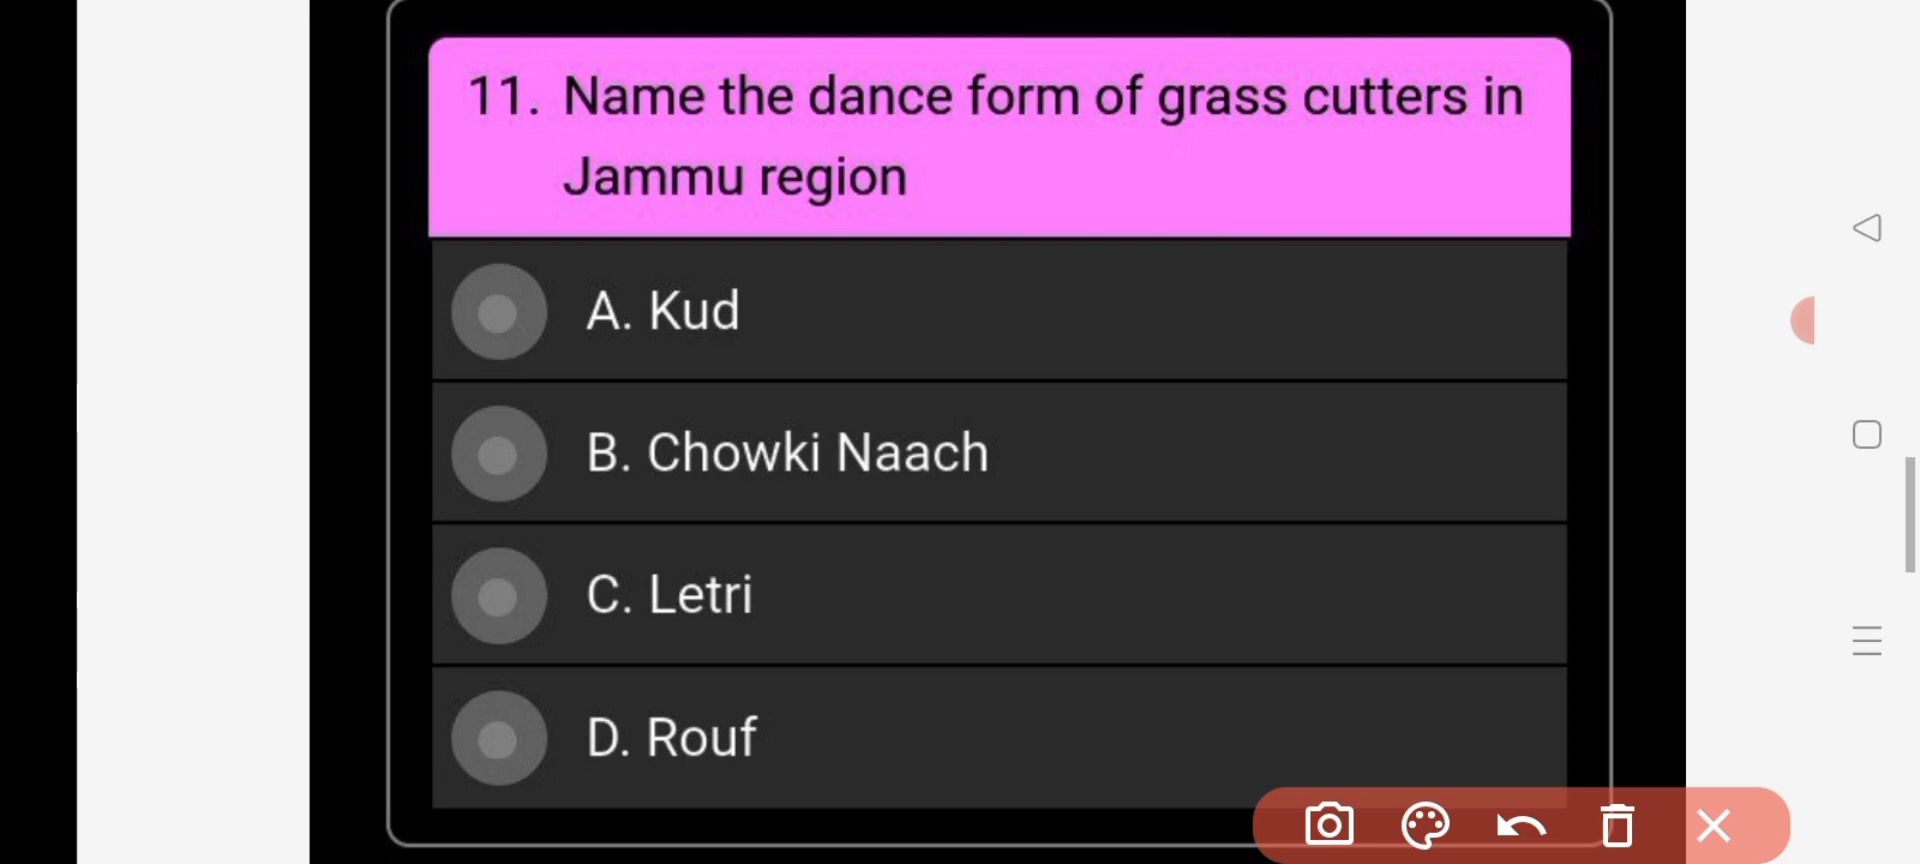 11. Name the dance form of grass cutters in
Jammu region
A. Kud
B. Chowki Naach
C. Letri
D. Rouf